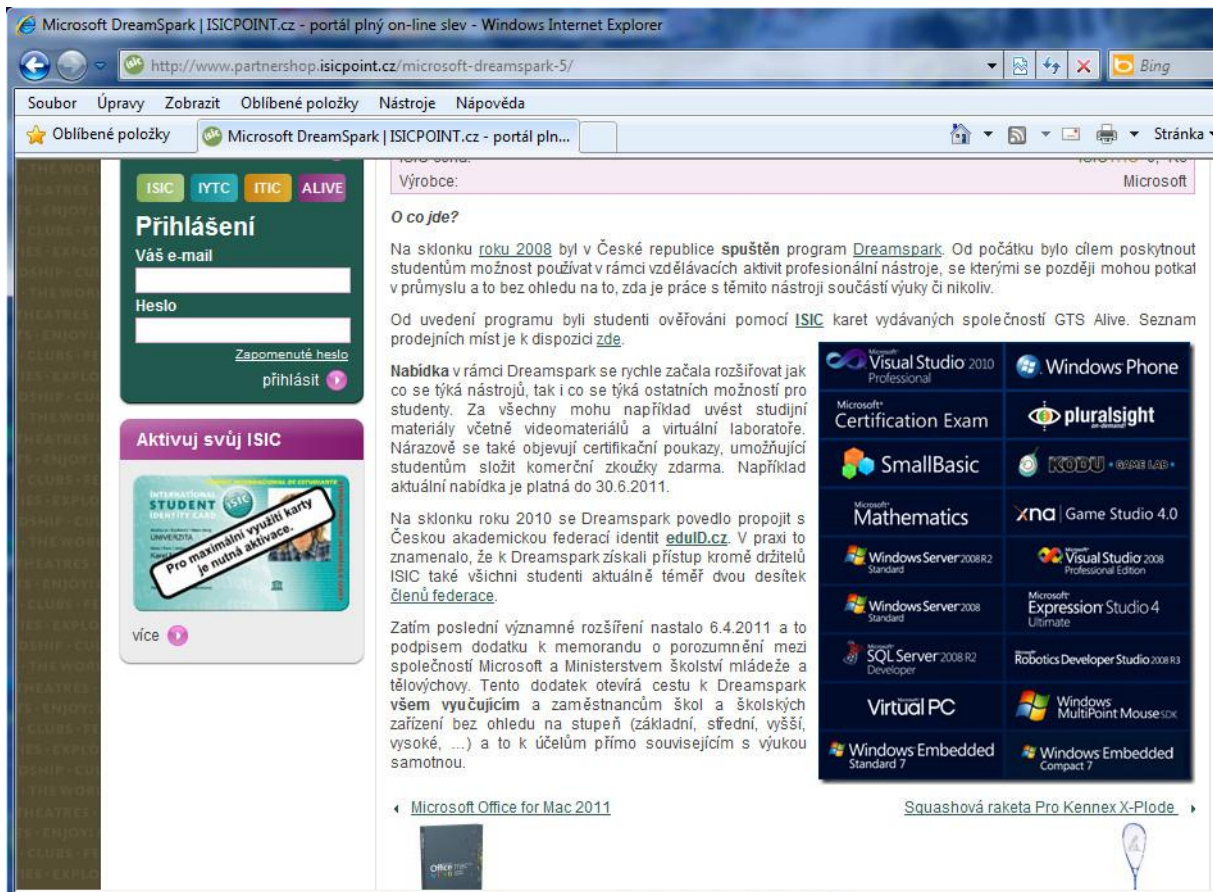 Microsoft DreamSpark | ISICPOINT.cz - portál plný on-line slev - Windows Internet Explorer
http://www.partnershop.isicpoint.cz/microsoft-dreamspark-5/
Bing
Soubor Úpravy Zobrazit Oblíbené položky Nástroje Nápověda
Oblíbené položky
Microsoft DreamSpark | ISICPOINT.cz - portál pln...
Stránka
ISIC IYTC ITIC ALIVE
Přihlášení
Váš e-mail
Heslo
Zapomenuté heslo
přihlásit
Aktivuj svůj ISIC
INTERNATIONAL
STUDENT
IDENTITY CARD
ISIC
UNIVERZITA
Pro maximální využití karty
je nutná aktivace.
více
Výrobce: Microsoft
O co jde?
Na sklonku roku 2008 byl v České republice spuštěn program Dreamspark. Od počátku bylo cílem poskytnout
studentům možnost používat v rámci vzdělávacích aktivit profesionální nástroje, se kterými se později mohou potkat
v průmyslu a to bez ohledu na to, zda je práce s těmito nástroji součástí výuky či nikoliv.
Od uvedení programu byli studenti ověřováni pomocí ISIC karet vydávaných společností GTS Alive. Seznam
prodejních míst je k dispozici zde.
Nabídka v rámci Dreamspark se rychle začala rozšiřovat jak
co se týká nástrojů, tak i co se týká ostatních možností pro
studenty. Za všechny mohu například uvést studijní
materiály včetně videomateriálů a virtuální laboratoře.
Nárazově se také objevují certifikační poukazy, umožňující
studentům složit komerční zkoužky zdarma. Například
aktuální nabídka je platná do 30.6.2011.
Na sklonku roku 2010 se Dreamspark povedlo propojit s
Českou akademickou federací identit eduID.cz. V praxi to
znamenalo, že k Dreamspark získali přístup kromě držitelů
ISIC také všichni studenti aktuálně téměř dvou desítek
členů federace.
Zatím poslední významné rozšíření nastalo 6.4.2011 a to
podpisem dodatku k memorandu o porozumnění mezi
společností Microsoft a Ministerstvem školství mládeže a
tělovýchovy. Tento dodatek otevírá cestu k Dreamspark
všem vyučujícím a zaměstnancům škol a školských
zařízení bez ohledu na stupeň (základní, střední, vyšší,
vysoké, ...) a to k účelům přímo souvisejícím s výukou
samotnou.
Microsoft Visual Studio 2010 Professional
Windows Phone
Microsoft Certification Exam
pluralsight on-demand!
SmallBasic
KODU GAME LAB
Microsoft Mathematics
xna | Game Studio 4.0
Windows Server 2008 R2 Standard
Microsoft Visual Studio 2008 Professional Edition
Windows Server 2008 Standard
Microsoft Expression Studio 4 Ultimate
Microsoft SQL Server 2008 R2 Developer
Microsoft Robotics Developer Studio 2008 R3
Microsoft Virtual PC
Windows MultiPoint Mouse SDK
Windows Embedded Standard 7
Windows Embedded Compact 7
Microsoft Office for Mac 2011
Squashová raketa Pro Kennex X-Plode
Office mac